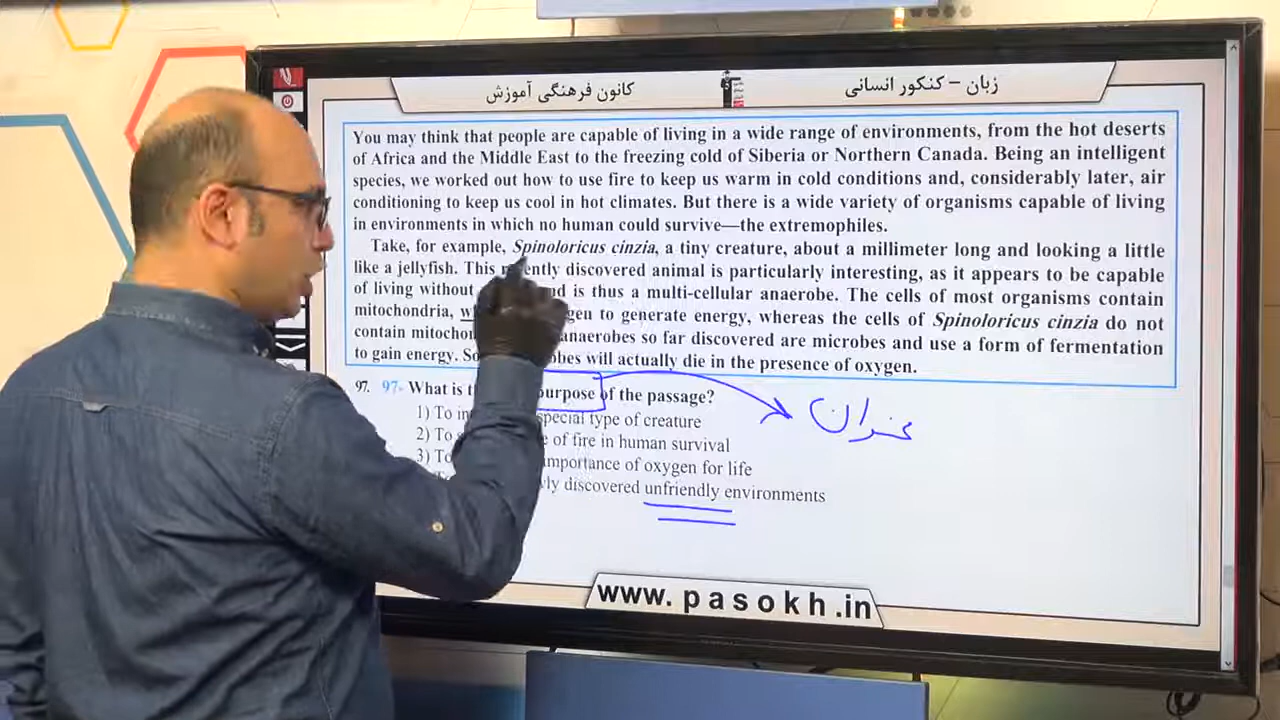 کانون فرهنگی آموزش
زبان – کنکور انسانی
You may think that people are capable of living in a wide range of environments, from the hot deserts
of Africa and the Middle East to the freezing cold of Siberia or Northern Canada. Being an intelligent
species, we worked out how to use fire to keep us warm in cold conditions and, considerably later, air
conditioning to keep us cool in hot climates. But there is a wide variety of organisms capable of living
in environments in which no human could survive—the extremophiles.
Take, for example, Spinoloricus cinzia, a tiny creature, about a millimeter long and looking a little
like a jellyfish. This discovered animal is particularly interesting, as it appears to be capable
of living without is thus a multi-cellular anaerobe. The cells of most organisms contain
mitochondria, to generate energy, whereas the cells of Spinoloricus cinzia do not
contain anaerobes so far discovered are microbes and use a form of fermentation
to gain energy. will actually die in the presence of oxygen.
97. 97- What is purpose of the passage?
1) To special type of creature
2) To of fire in human survival
3) To importance of oxygen for life
discovered unfriendly environments
www.pasokh.in